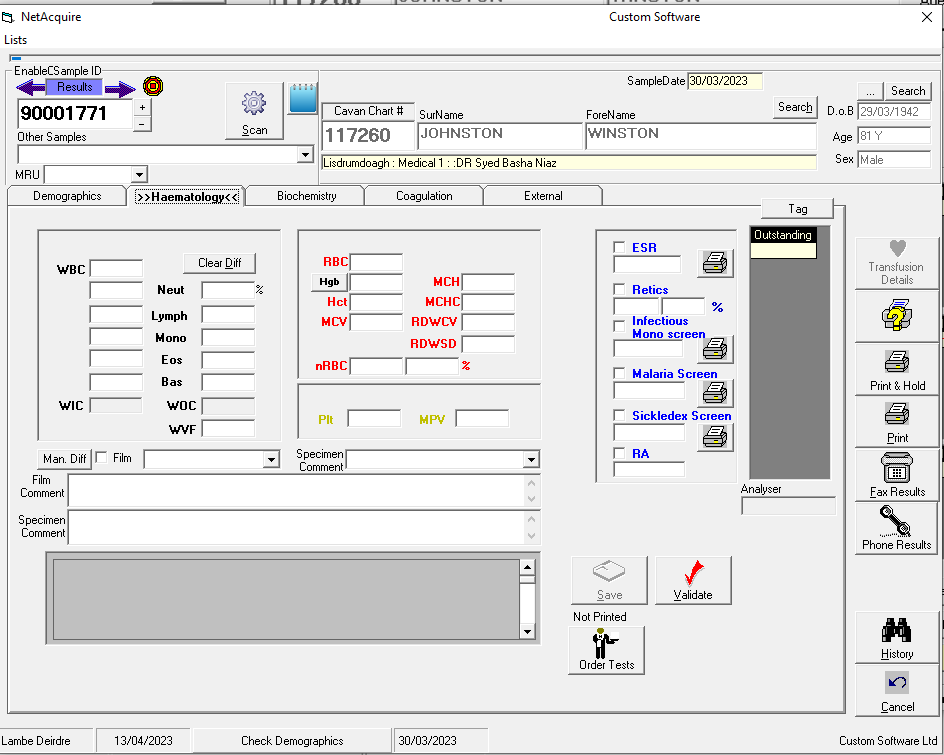 NetAcquire
Custom Software
Lists
EnableCSample ID
Results
90001771
+
-
Other Samples
MRU
Scan
SampleDate 30/03/2023
Cavan Chart #
SurName
ForeName
Search
117260
JOHNSTON
WINSTON
Lisdrumdoagh : Medical 1 : :DR Syed Basha Niaz
...
Search
D.o.B 29/03/1942
Age 81 Y
Sex Male
Demographics
>>Haematology<<
Biochemistry
Coagulation
External
Tag
WBC
Clear Diff
Neut
%
Lymph
Mono
Eos
Bas
WIC
WOC
WVF
RBC
Hgb
MCH
Hct
MCHC
MCV
RDWCV
RDWSD
nRBC
%
Plt
MPV
ESR
Retics
%
Infectious
Mono screen
Malaria Screen
Sickledex Screen
RA
Outstanding
Analyser
Man. Diff
Film
Specimen
Comment
Film
Comment
Specimen
Comment
Save
Validate
Not Printed
Order Tests
Transfusion
Details
Print & Hold
Print
Fax Results
Phone Results
History
Cancel
Lambe Deirdre
13/04/2023
Check Demographics
30/03/2023
Custom Software Ltd